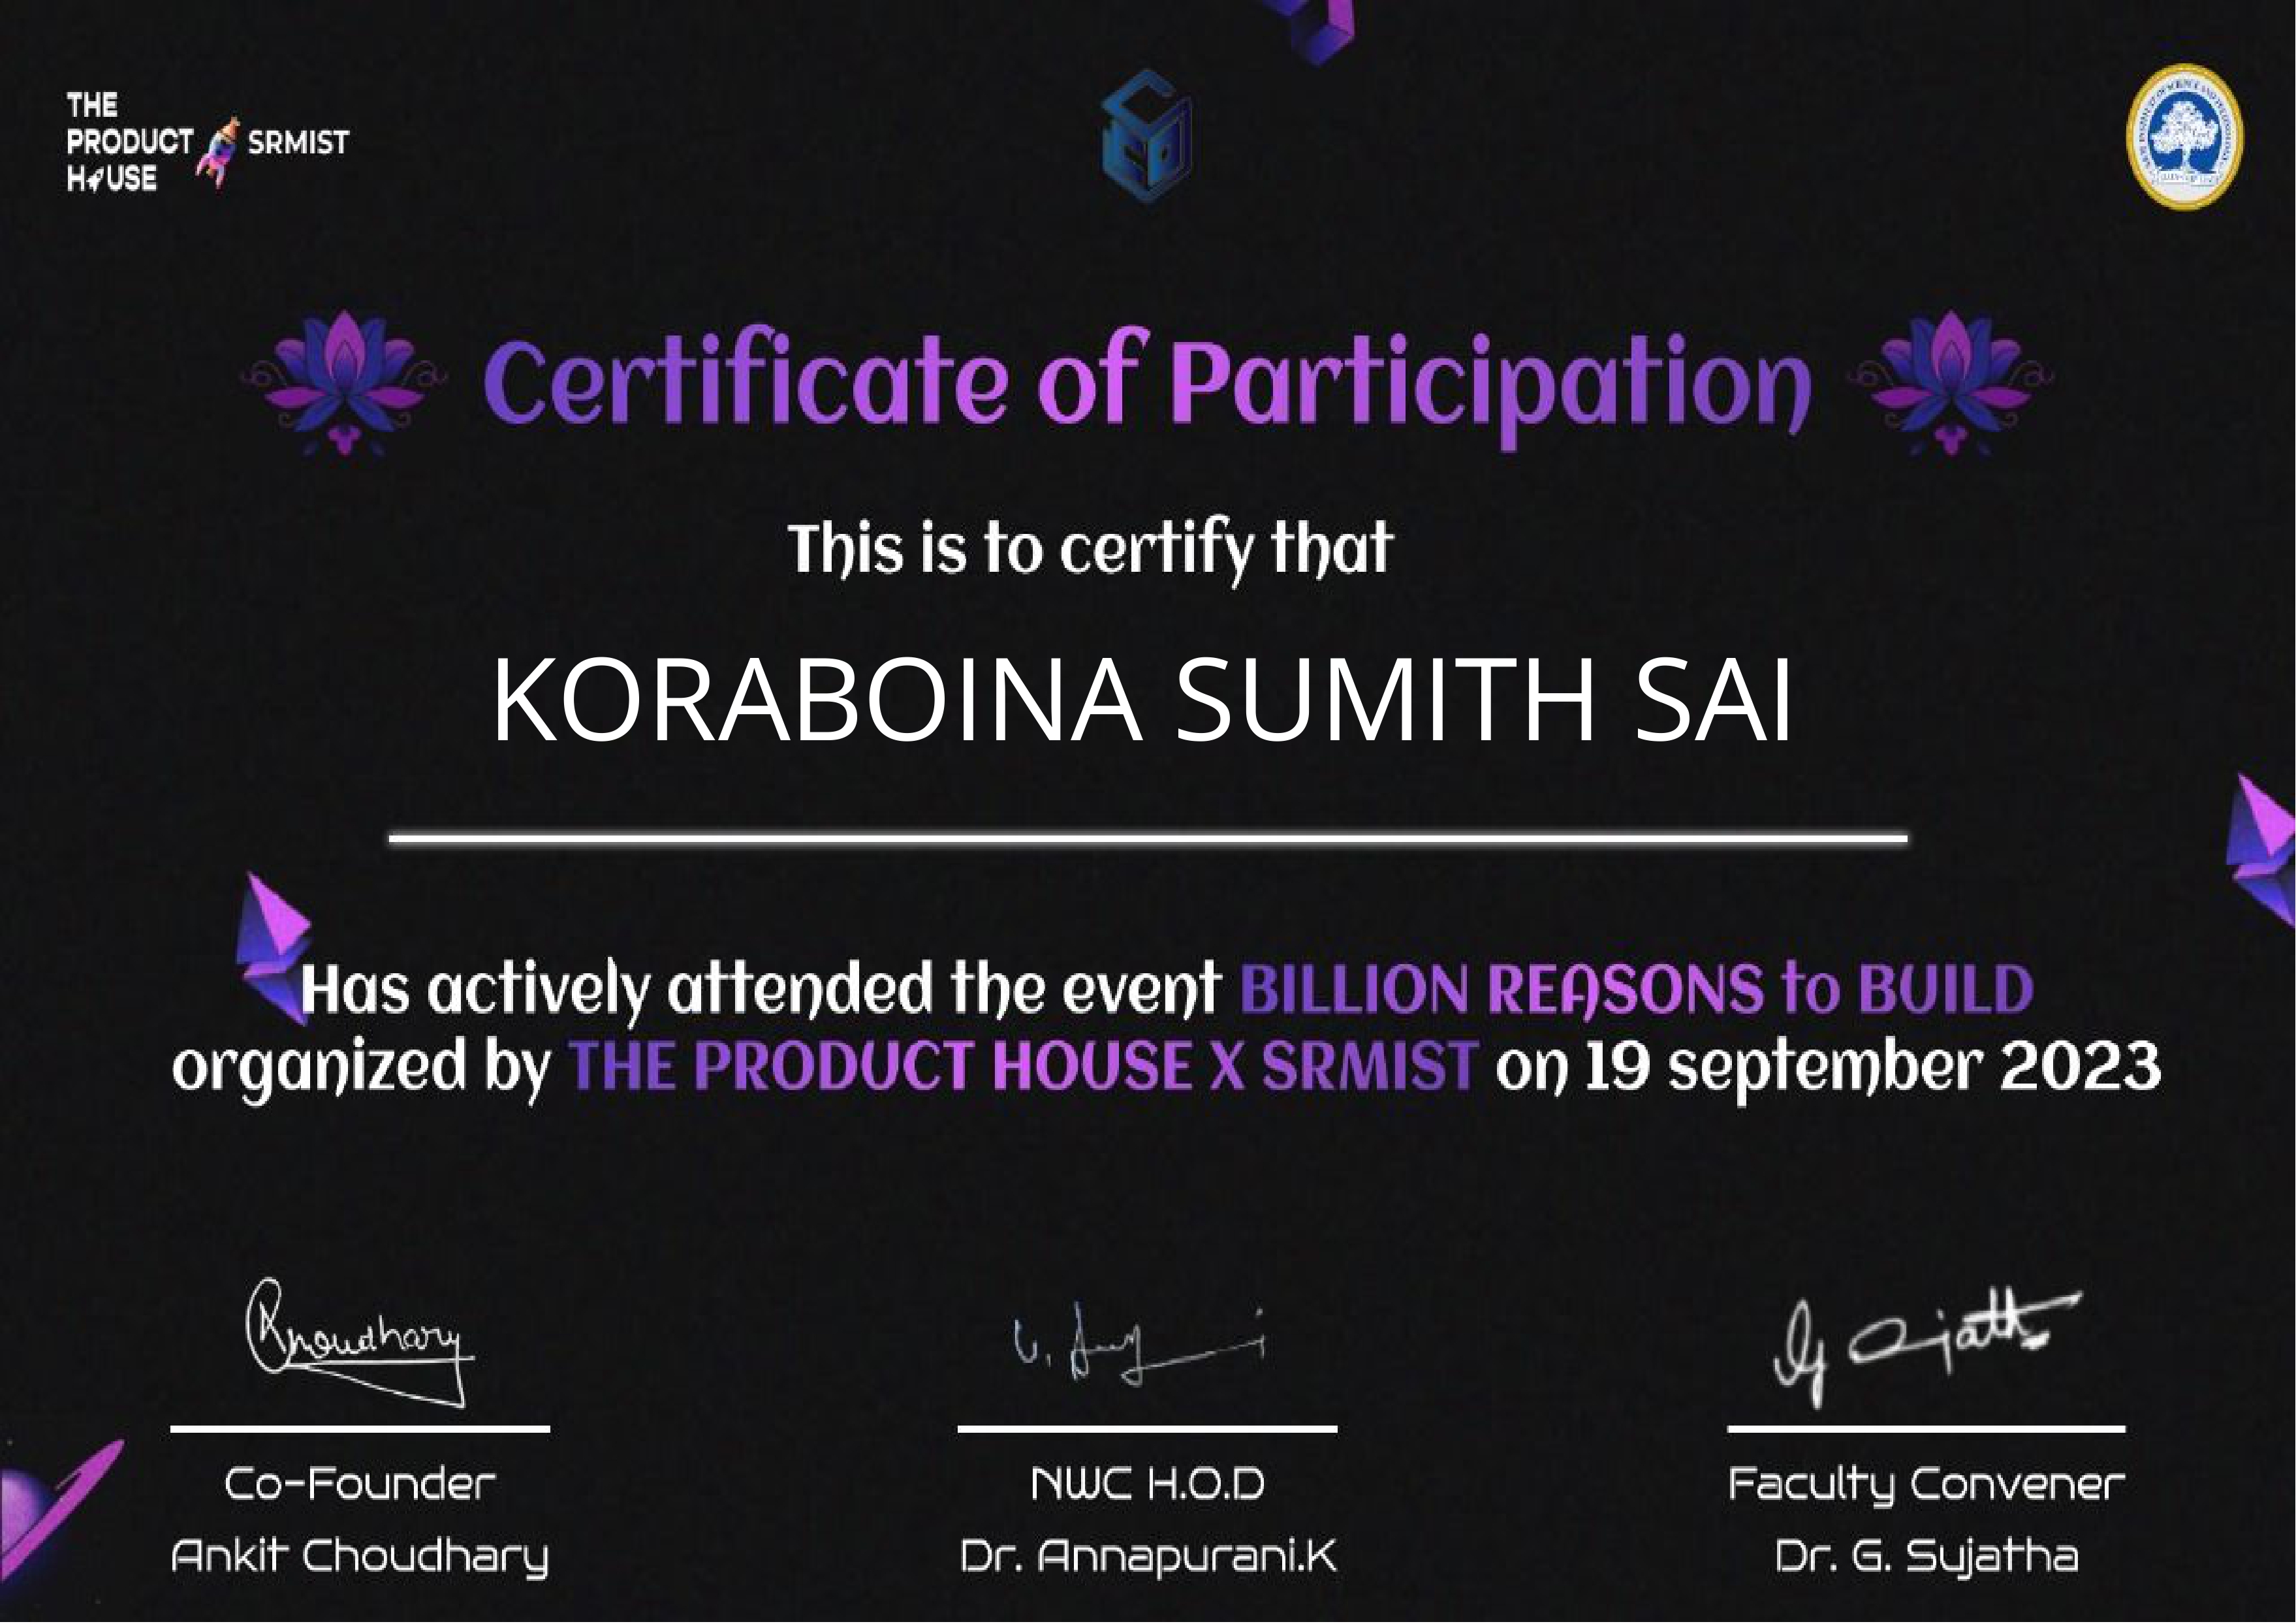 THE
PRODUCT
HOUSE
SRMIST
Certificate of Participation
This is to certify that
KORABOINA SUMITH SAI
Has actively attended the event BILLION REASONS to BUILD
organized by THE PRODUCT HOUSE X SRMIST on 19 september 2023
Co-Founder
Ankit Choudhary
NWC H.O.D
Dr. Annapurani.K
Faculty Convener
Dr. G. Sujatha